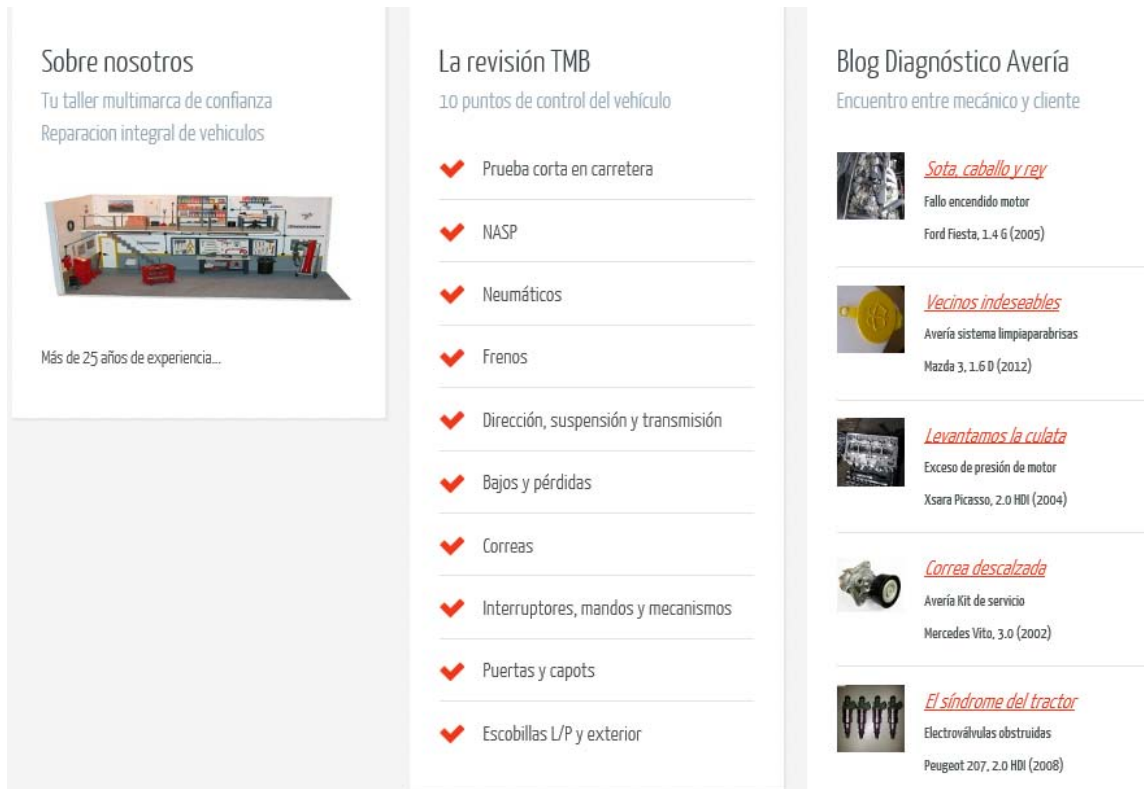 Sobre nosotros
Tu taller multimarca de confianza
Reparacion integral de vehiculos
Más de 25 años de experiencia...
La revisión TMB
10 puntos de control del vehículo
Prueba corta en carretera
NASP
Neumáticos
Frenos
Dirección, suspensión y transmisión
Bajos y pérdidas
Correas
Interruptores, mandos y mecanismos
Puertas y capots
Escobillas L/P y exterior
Blog Diagnóstico Avería
Encuentro entre mecánico y cliente
Sota, caballo y rey
Fallo encendido motor
Ford Fiesta, 1.4 G (2005)
Vecinos indeseables
Avería sistema limpiaparabrisas
Mazda 3, 1.6 D (2012)
Levantamos la culata
Exceso de presión de motor
Xsara Picasso, 2.0 HDI (2004)
Correa descalzada
Avería Kit de servicio
Mercedes Vito, 3.0 (2002)
El síndrome del tractor
Electroválvulas obstruidas
Peugeot 207, 2.0 HDI (2008)